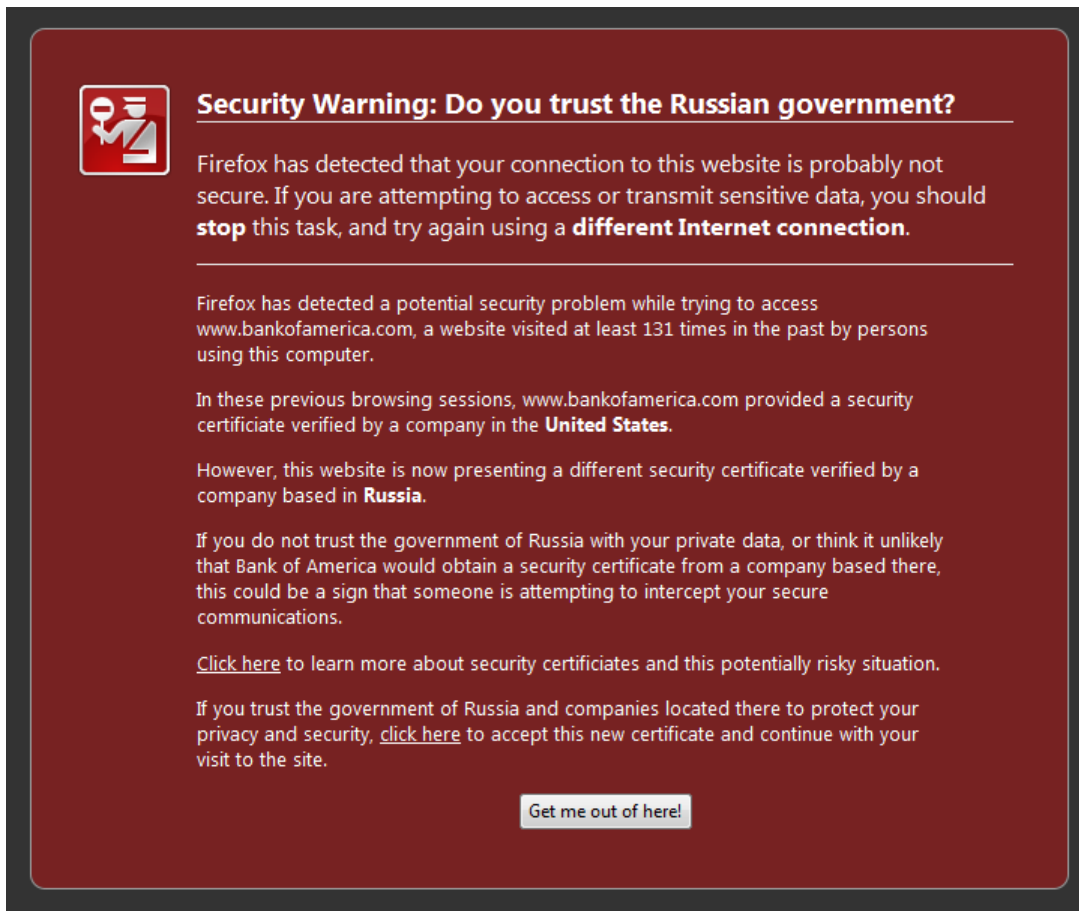 Security Warning: Do you trust the Russian government?
Firefox has detected that your connection to this website is probably not
secure. If you are attempting to access or transmit sensitive data, you should
stop this task, and try again using a different Internet connection.
Firefox has detected a potential security problem while trying to access
www.bankofamerica.com, a website visited at least 131 times in the past by persons
using this computer.
In these previous browsing sessions, www.bankofamerica.com provided a security
certificiate verified by a company in the United States.
However, this website is now presenting a different security certificate verified by a
company based in Russia.
If you do not trust the government of Russia with your private data, or think it unlikely
that Bank of America would obtain a security certificate from a company based there,
this could be a sign that someone is attempting to intercept your secure
communications.
Click here to learn more about security certificiates and this potentially risky situation.
If you trust the government of Russia and companies located there to protect your
privacy and security, click here to accept this new certificate and continue with your
visit to the site.
Get me out of here!